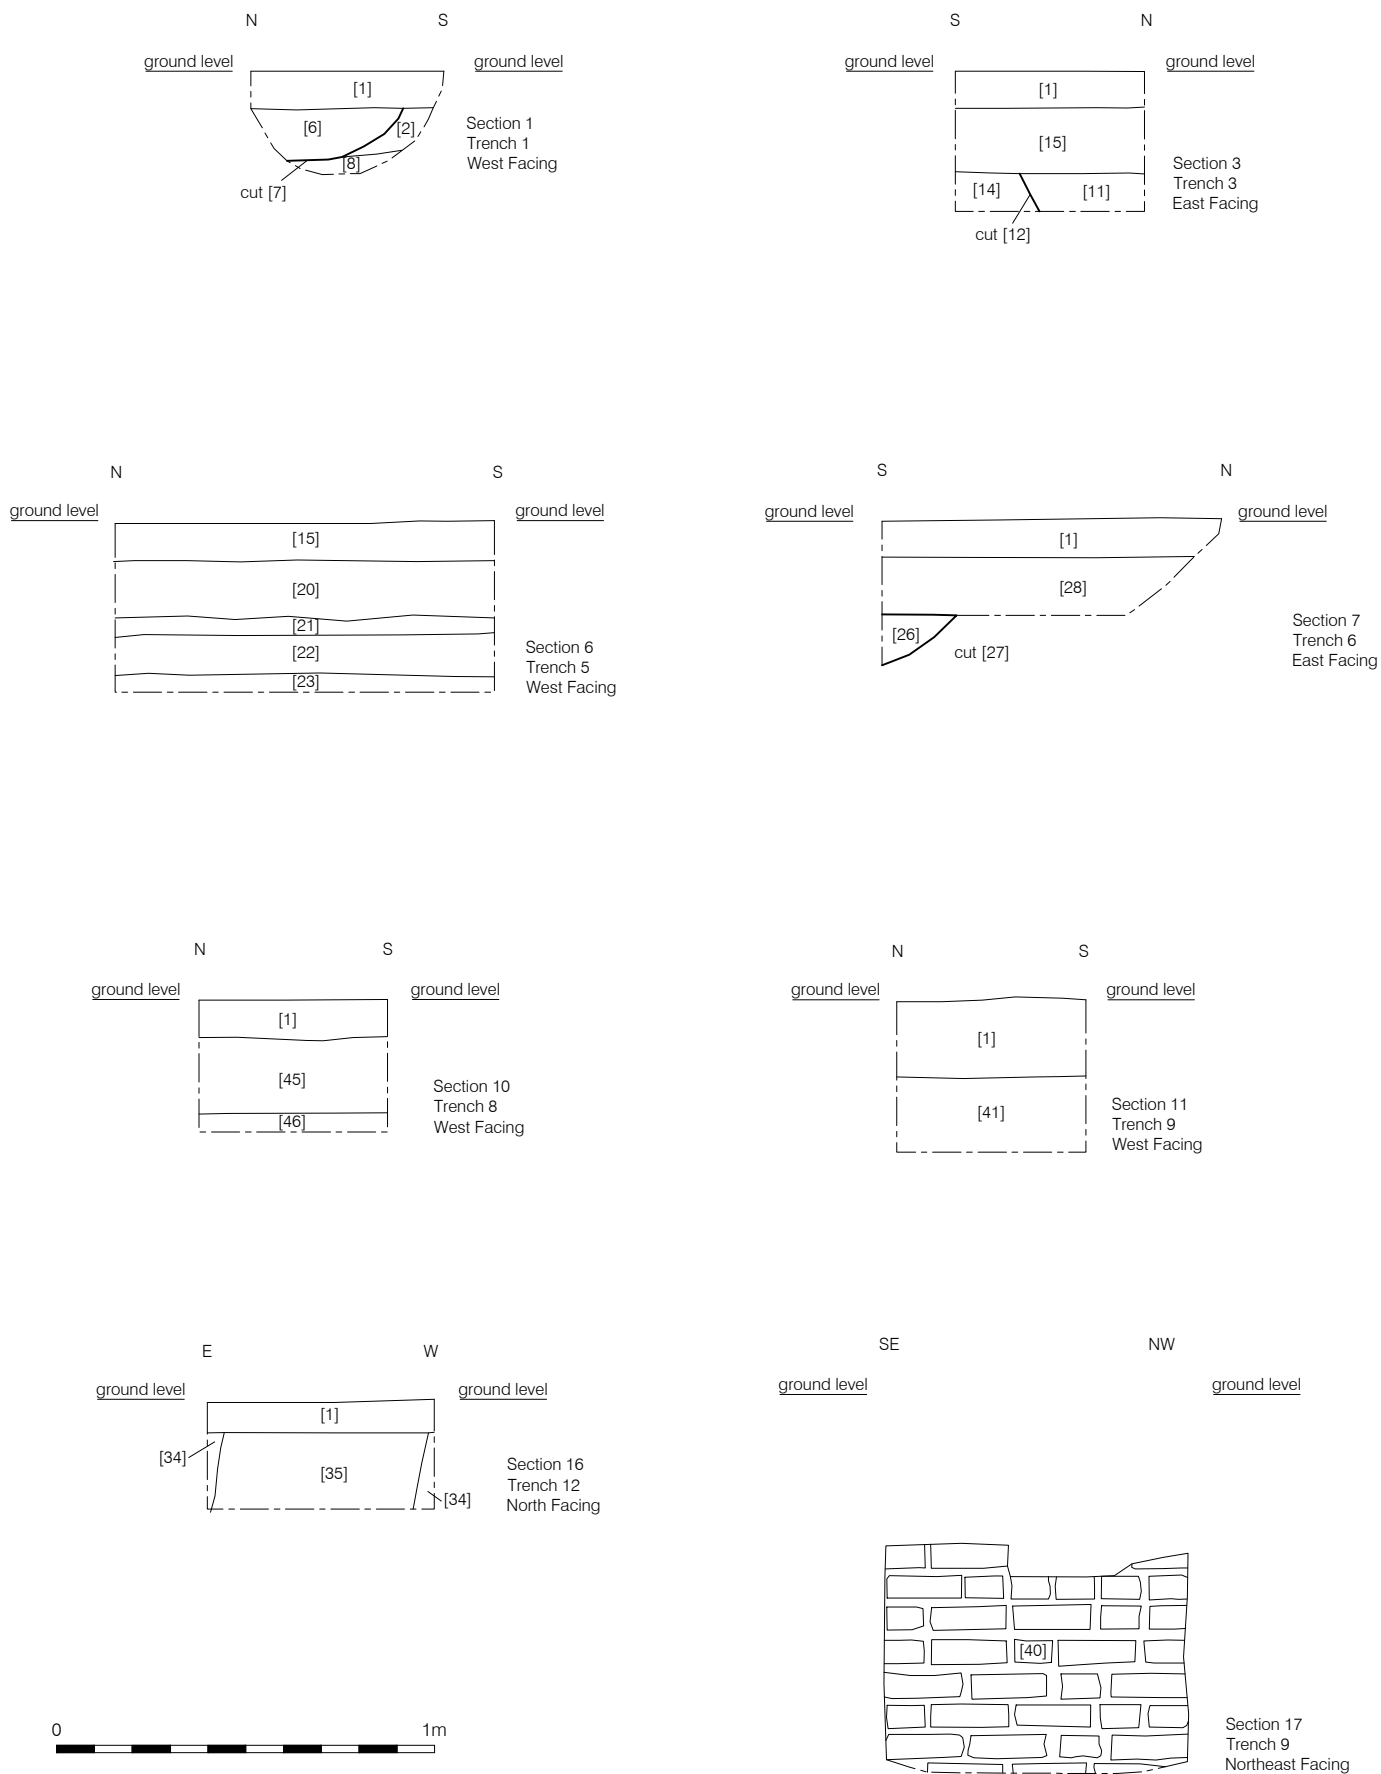 N S
ground level ground level
[1]
[6] [2]
[8]
cut [7]
Section 1
Trench 1
West Facing
S N
ground level ground level
[1]
[15]
[14] [11]
cut [12]
Section 3
Trench 3
East Facing
N S
ground level ground level
[15]
[20]
[21]
[22]
[23]
Section 6
Trench 5
West Facing
S N
ground level ground level
[1]
[28]
[26]
cut [27]
Section 7
Trench 6
East Facing
N S
ground level ground level
[1]
[45]
[46]
Section 10
Trench 8
West Facing
N S
ground level ground level
[1]
[41]
Section 11
Trench 9
West Facing
E W
ground level ground level
[1]
[34]
[35]
[34]
Section 16
Trench 12
North Facing
SE NW
ground level ground level
[40]
Section 17
Trench 9
Northeast Facing
0 1m